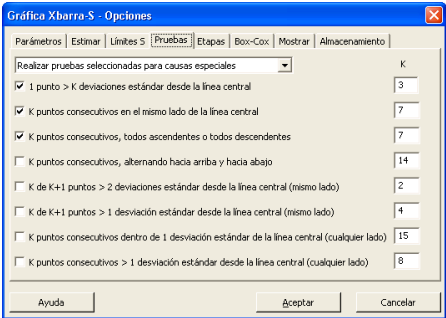 Gráfica Xbarra-S - Opciones
Parámetros Estimar Límites S Pruebas Etapas Box-Cox Mostrar Almacenamiento
Realizar pruebas seleccionadas para causas especiales K
1 punto > K deviaciones estándar desde la línea central 3
K puntos consecutivos en el mismo lado de la línea central 7
K puntos consecutivos, todos ascendentes o todos descendentes 7
K puntos consecutivos, alternando hacia arriba y hacia abajo 14
K de K+1 puntos > 2 deviaciones estándar desde la línea central (mismo lado) 2
K de K+1 puntos > 1 desviación estándar desde la línea central (mismo lado) 4
K puntos consecutivos dentro de 1 desviación estándar de la línea central (cualquier lado) 15
K puntos consecutivos > 1 desviación estándar desde la línea central (cualquier lado) 8
Ayuda Aceptar Cancelar